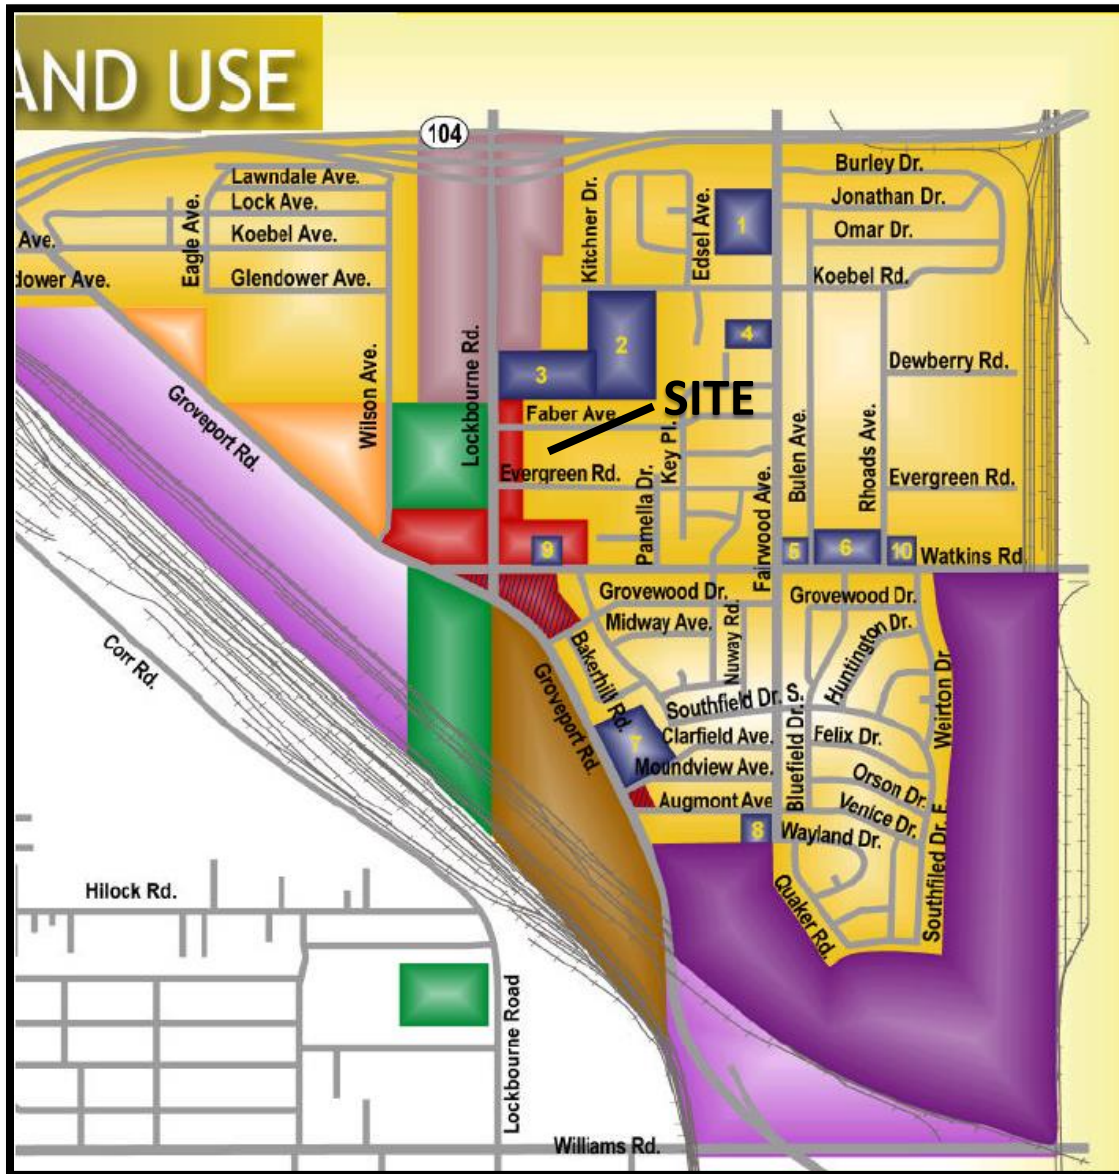 AND USE
104
Burley Dr.
Lawndale Ave.
Jonathan Dr.
Lock Ave.
Omar Dr.
Koebel Ave.
Ave.
Eagle Ave.
Kitchner Dr.
Edsel Ave.
1
Koebel Rd.
dower Ave.
Glendower Ave.
Wilson Ave.
Lockbourne Rd.
2
4
3
Dewberry Rd.
Groveport Rd.
SITE
Faber Ave.
Key Pl.
Bulen Ave.
Rhoads Ave.
Evergreen Rd.
Evergreen Rd.
Pamella Dr.
Fairwood Ave.
9
5
6
10
Watkins Rd
Grovewood Dr.
Grovewood Dr.
Midway Ave.
Nuway Rd.
Huntington Dr.
Corr Rd.
Bakerhill Rd.
Groveport Rd.
Southfield Dr. S.
Weirton Dr
7
Clarfield Ave.
Bluefield Dr.
Felix Dr.
Moundview Ave.
Orson Dr.
Augmont Ave
Venice Dr.
8
Wayland Dr.
Southfiled Dr. E.
Quaker Rd.
Hilock Rd.
Lockbourne Road
Williams Rd.